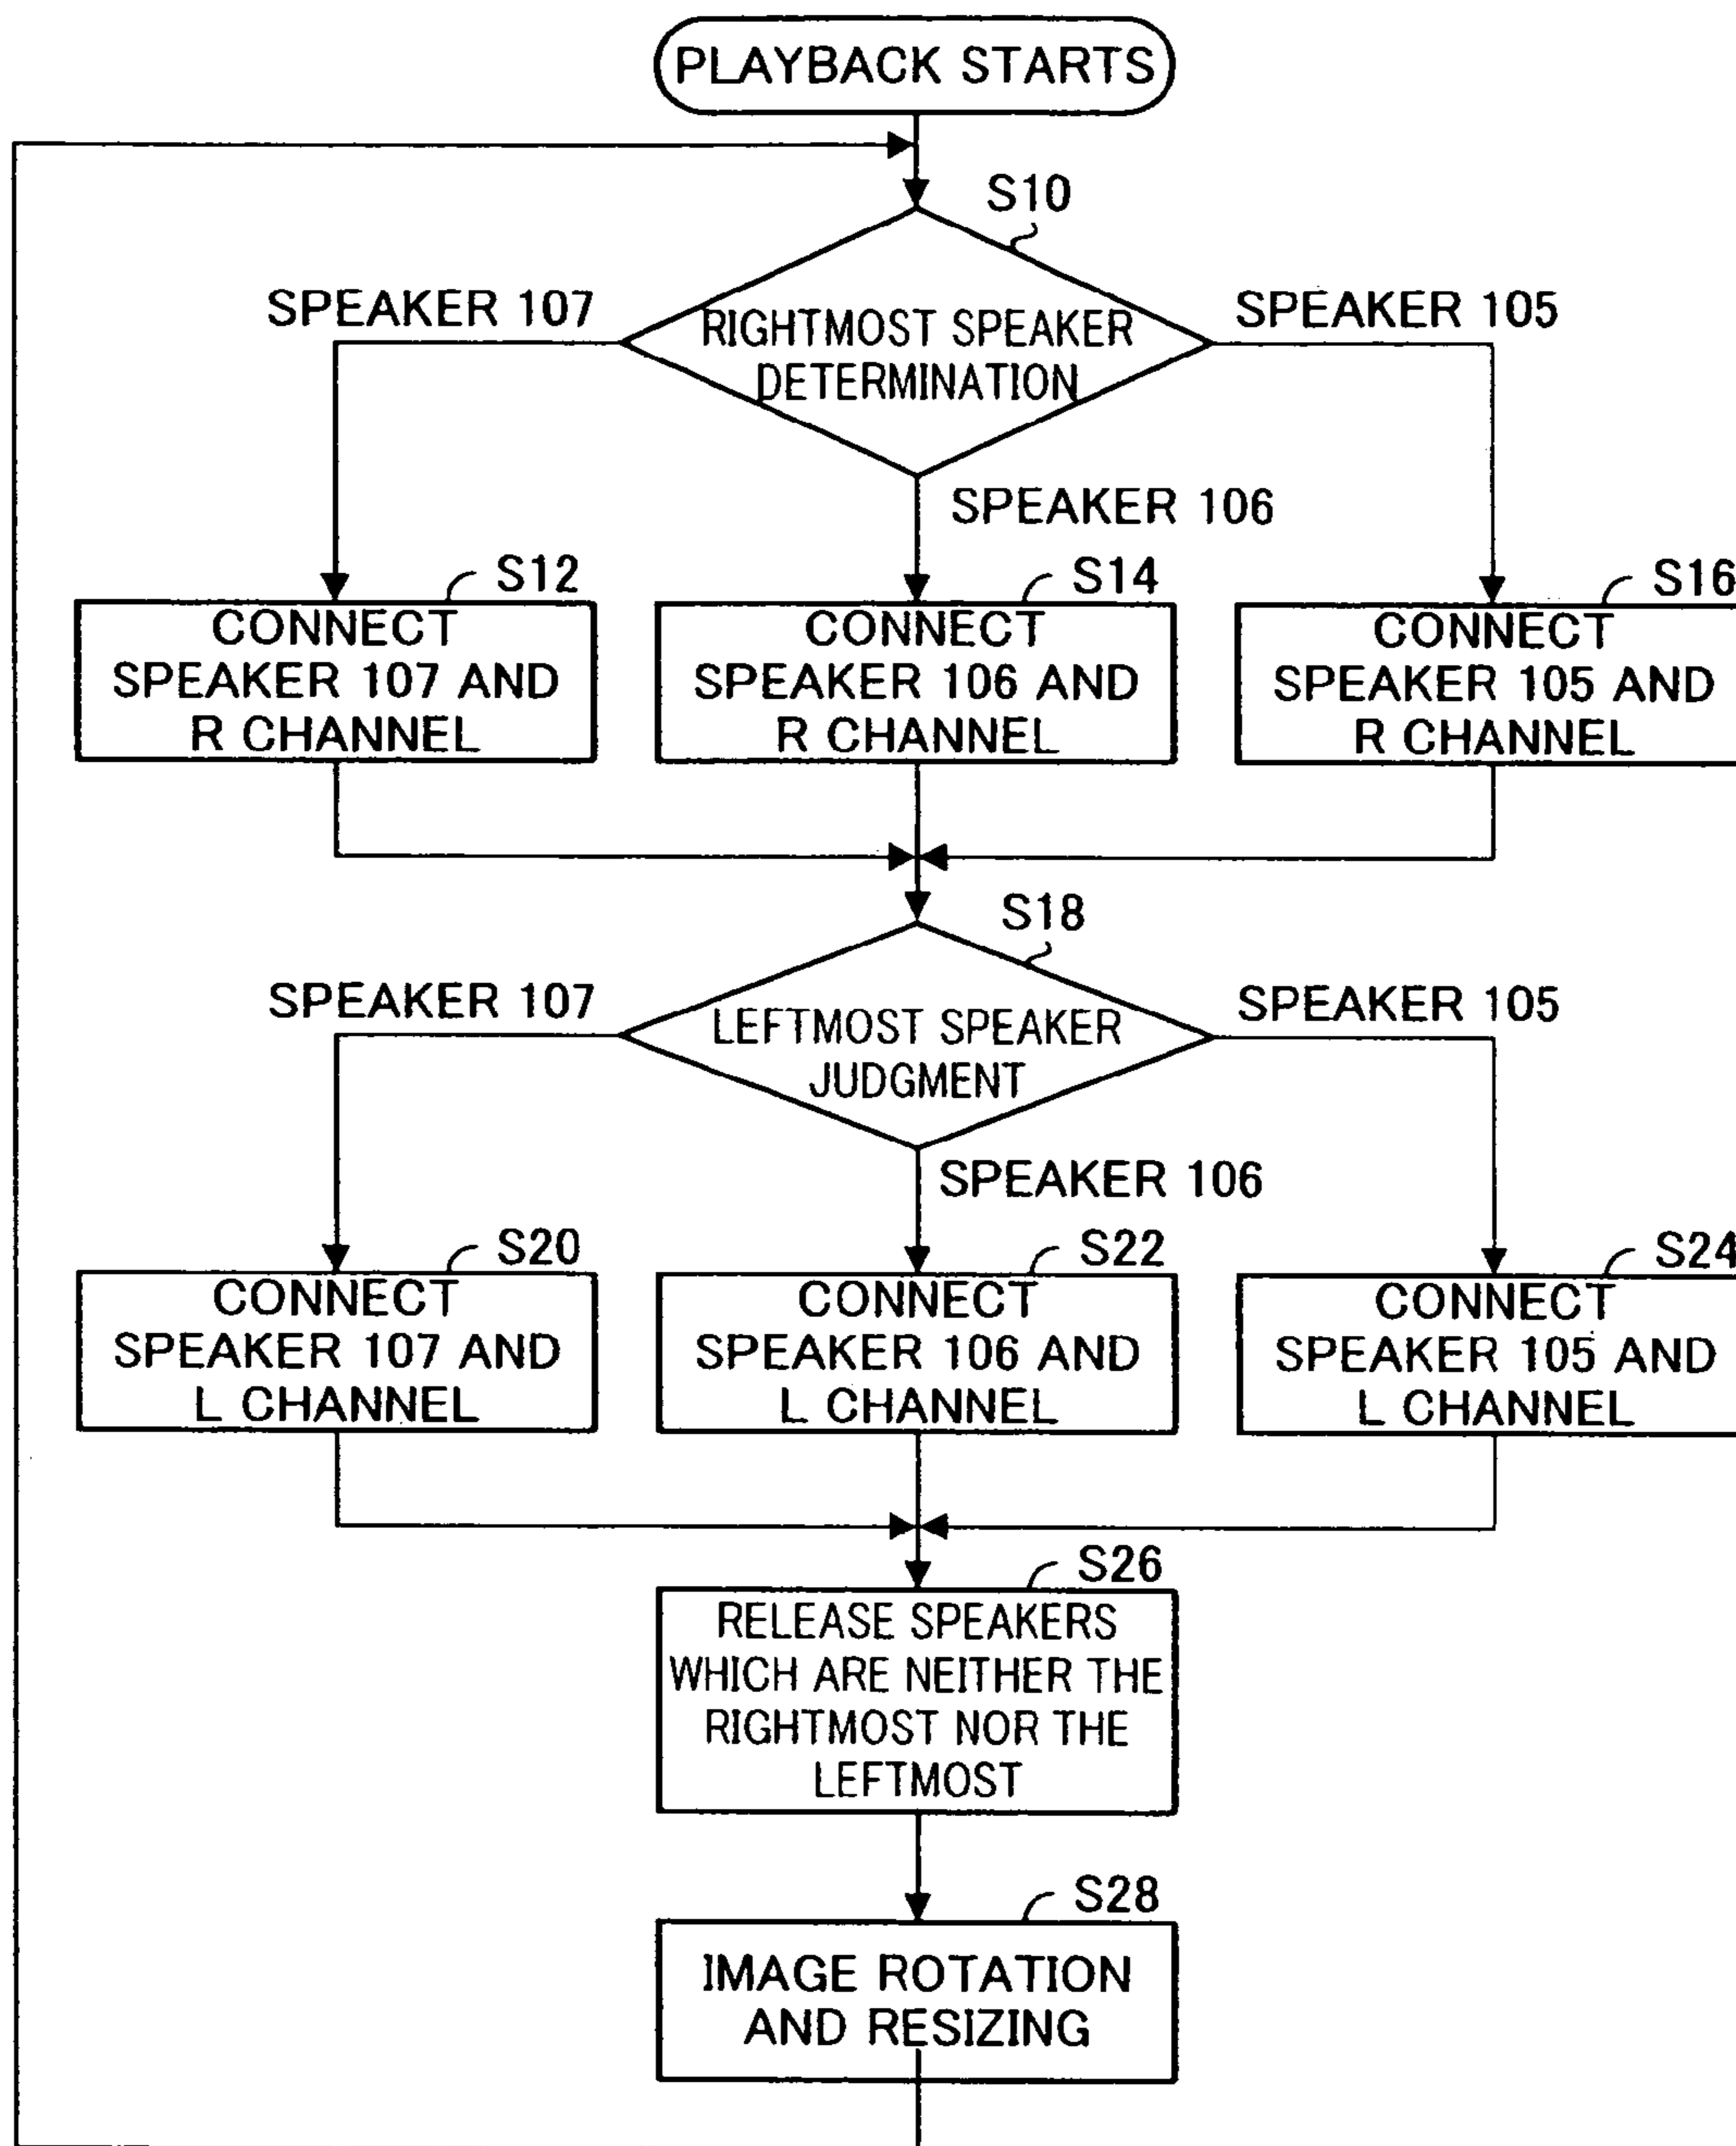 PLAYBACK STARTS
S10
SPEAKER 107
SPEAKER 105
RIGHTMOST SPEAKER
DETERMINATION
SPEAKER 106
S12
CONNECT
SPEAKER 107 AND
R CHANNEL
S14
CONNECT
SPEAKER 106 AND
R CHANNEL
S16
CONNECT
SPEAKER 105 AND
R CHANNEL
S18
SPEAKER 107
SPEAKER 105
LEFTMOST SPEAKER
JUDGMENT
SPEAKER 106
S20
CONNECT
SPEAKER 107 AND
L CHANNEL
S22
CONNECT
SPEAKER 106 AND
L CHANNEL
S24
CONNECT
SPEAKER 105 AND
L CHANNEL
S26
RELEASE SPEAKERS
WHICH ARE NEITHER THE
RIGHTMOST NOR THE
LEFTMOST
S28
IMAGE ROTATION
AND RESIZING